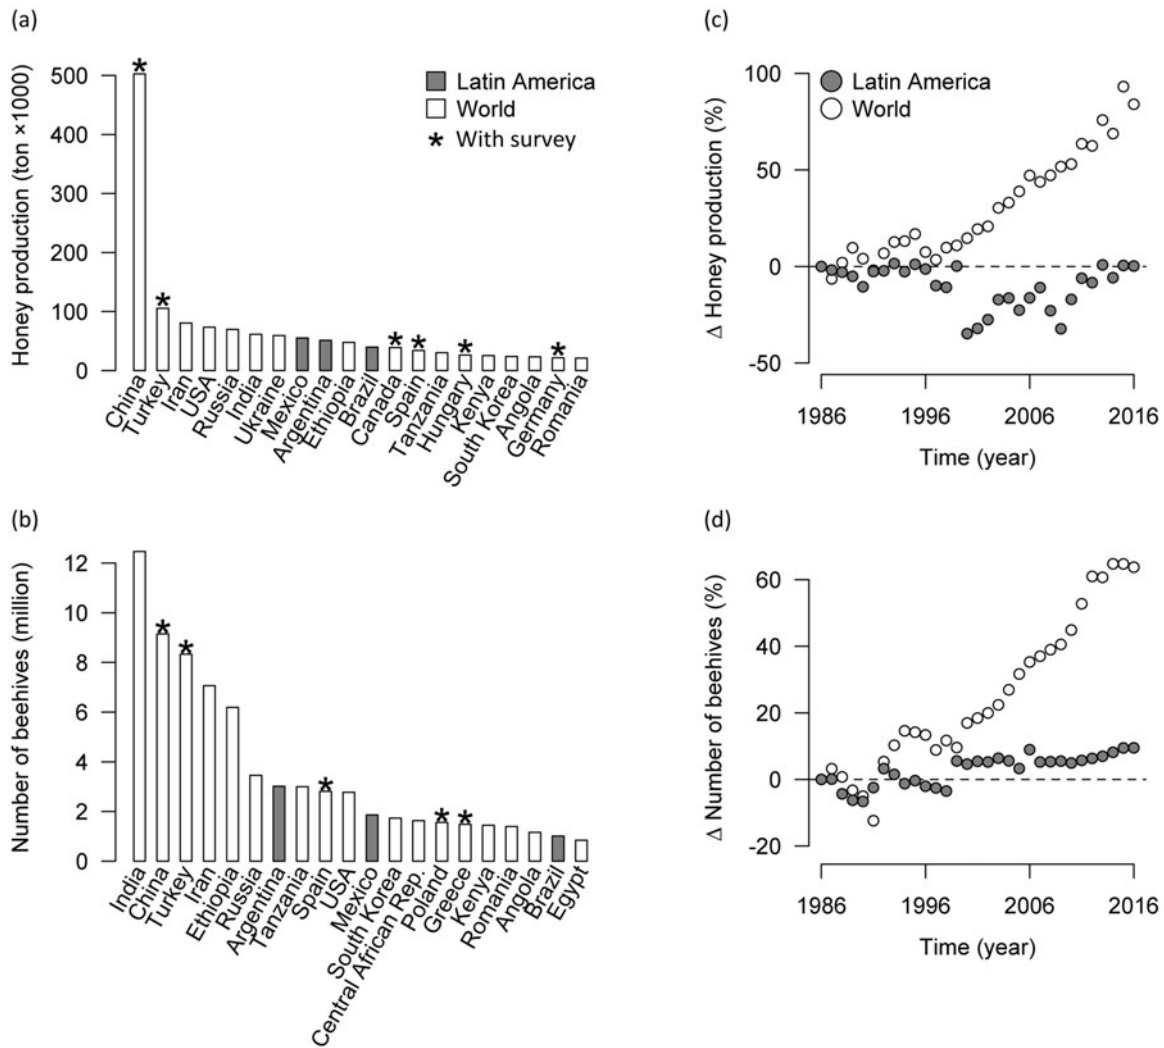 (a)
Honey production (ton ×1000)
500
400
300
200
100
0
Latin America
World
* With survey
China
Turkey
Iran
USA
Russia
India
Ukraine
Mexico
Argentina
Ethiopia
Brazil
Canada
Spain
Tanzania
Hungary
Kenya
South Korea
Angola
Germany
Romania
(b)
Number of beehives (million)
12
10
8
6
4
2
0
India
China
Turkey
Iran
Ethiopia
Russia
Argentina
Tanzania
Spain
USA
Mexico
South Korea
Central African Rep.
Poland
Greece
Kenya
Romania
Angola
Brazil
Egypt
(c)
Δ Honey production (%)
100
50
0
-50
Latin America
World
1986
1996
2006
2016
Time (year)
(d)
Δ Number of beehives (%)
60
40
20
0
-20
1986
1996
2006
2016
Time (year)